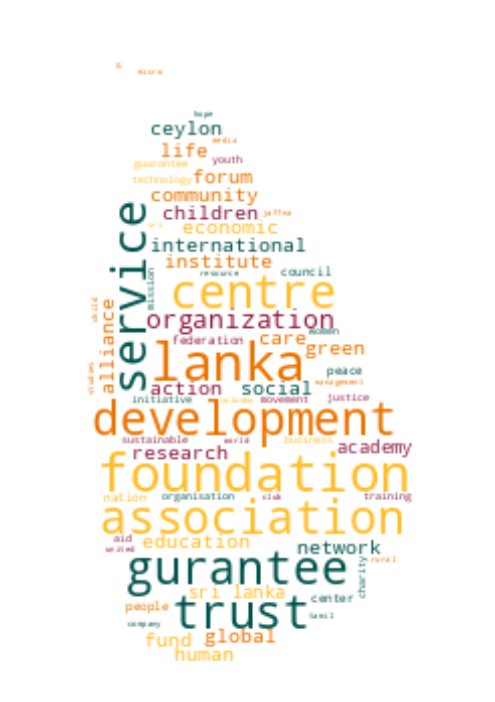 micro
hope
ceylon
media
life
youth
guarantee
technology
forum
community
children
jaffna
economic
service
international
institute
mission
resource
council
centre
child
alliance
organization
women
federation
care
green
lanka
peace
studies
management
action
social
initiative
movement
justice
development
sustainable
world
business
research
academy
foundation
nation
organisation
club
training
association
aid
education
united
network
rural
gurantee
charity
sri lanka
people
trust
center
tamil
company
fund
global
human